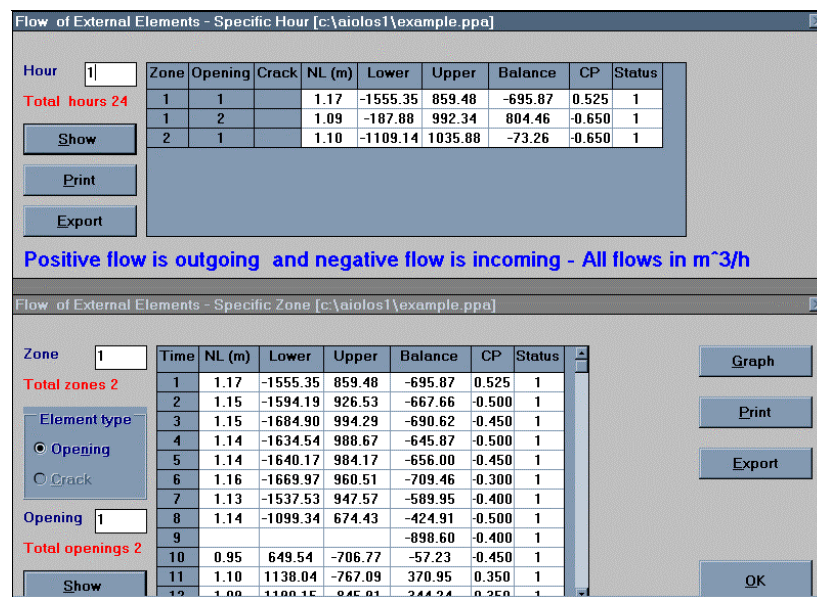 Flow of External Elements - Specific Hour [c:\aiolos1\example.ppa]
Hour 1
Total hours 24
Show
Print
Export
Zone Opening Crack NL (m) Lower Upper Balance CP Status
1 1 1.17 -1555.35 859.48 -695.87 0.525 1
1 2 1.09 -187.88 992.34 804.46 -0.650 1
2 1 1.10 -1109.14 1035.88 -73.26 -0.650 1
Positive flow is outgoing and negative flow is incoming - All flows in m^3/h
Flow of External Elements - Specific Zone [c:\aiolos1\example.ppa]
Zone 1
Total zones 2
Element type
Opening
Crack
Opening 1
Total openings 2
Show
Time NL (m) Lower Upper Balance CP Status
1 1.17 -1555.35 859.48 -695.87 0.525 1
2 1.15 -1594.19 926.53 -667.66 -0.500 1
3 1.15 -1684.90 994.29 -690.62 -0.450 1
4 1.14 -1634.54 988.67 -645.87 -0.500 1
5 1.14 -1640.17 984.17 -656.00 -0.450 1
6 1.16 -1669.97 960.51 -709.46 -0.300 1
7 1.13 -1537.53 947.57 -589.95 -0.400 1
8 1.14 -1099.34 674.43 -424.91 -0.500 1
9 -898.60 -0.400 1
10 0.95 649.54 -706.77 -57.23 -0.450 1
11 1.10 1138.04 -767.09 370.95 0.350 1
12
Graph
Print
Export
OK